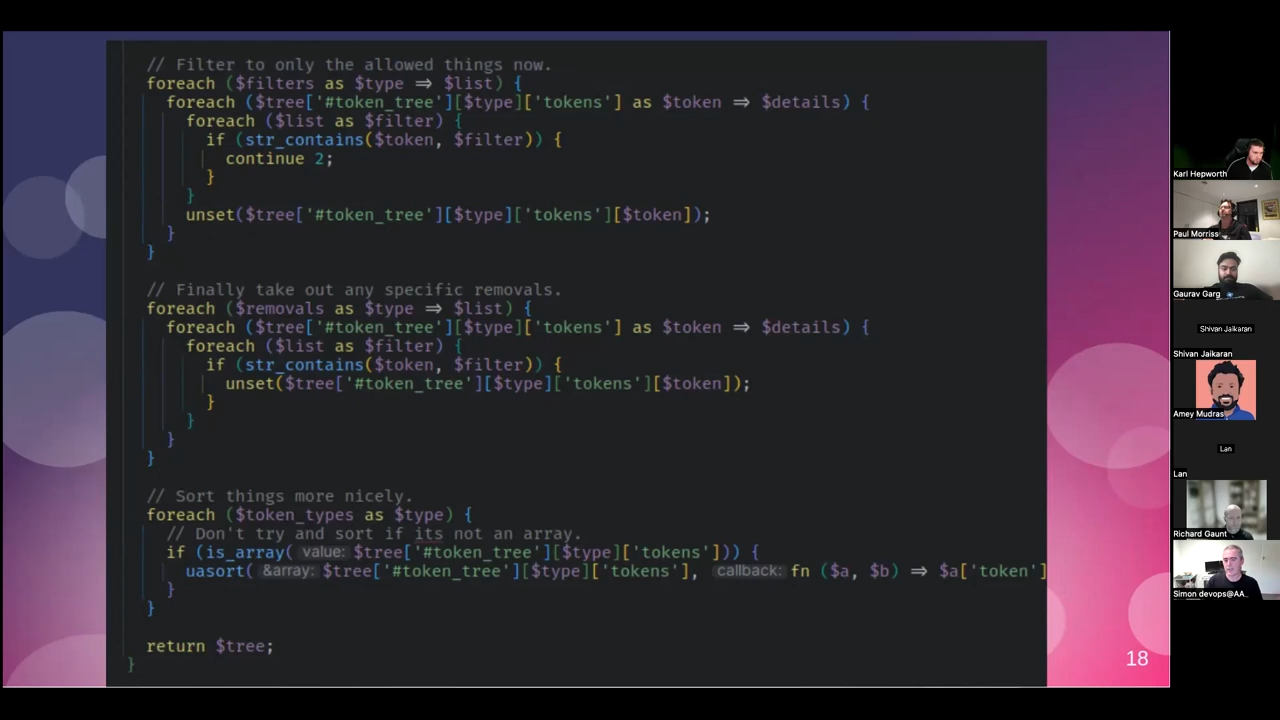 // Filter to only the allowed things now.
foreach ($filters as $type => $list) {
foreach ($tree['#token_tree'][$type]['tokens'] as $token => $details) {
foreach ($list as $filter) {
if (str_contains($token, $filter)) {
continue 2;
}
}
unset($tree['#token_tree'][$type]['tokens'][$token]);
}
}
// Finally take out any specific removals.
foreach ($removals as $type => $list) {
foreach ($tree['#token_tree'][$type]['tokens'] as $token => $details) {
foreach ($list as $filter) {
if (str_contains($token, $filter)) {
unset($tree['#token_tree'][$type]['tokens'][$token]);
}
}
}
}
// Sort things more nicely.
foreach ($token_types as $type) {
// Don't try and sort if its not an array.
if (is_array( value: $tree['#token_tree'][$type]['tokens'])) {
uasort( &array: $tree['#token_tree'][$type]['tokens'], callback: fn ($a, $b) => $a['token']
}
}
return $tree;
}
18
Karl Hepworth
Paul Morriss
Gaurav Garg
Shivan Jaikaran
Shivan Jaikaran
Amey Mudras
Lan
Lan
Richard Gaunt
Simon devops@AA_